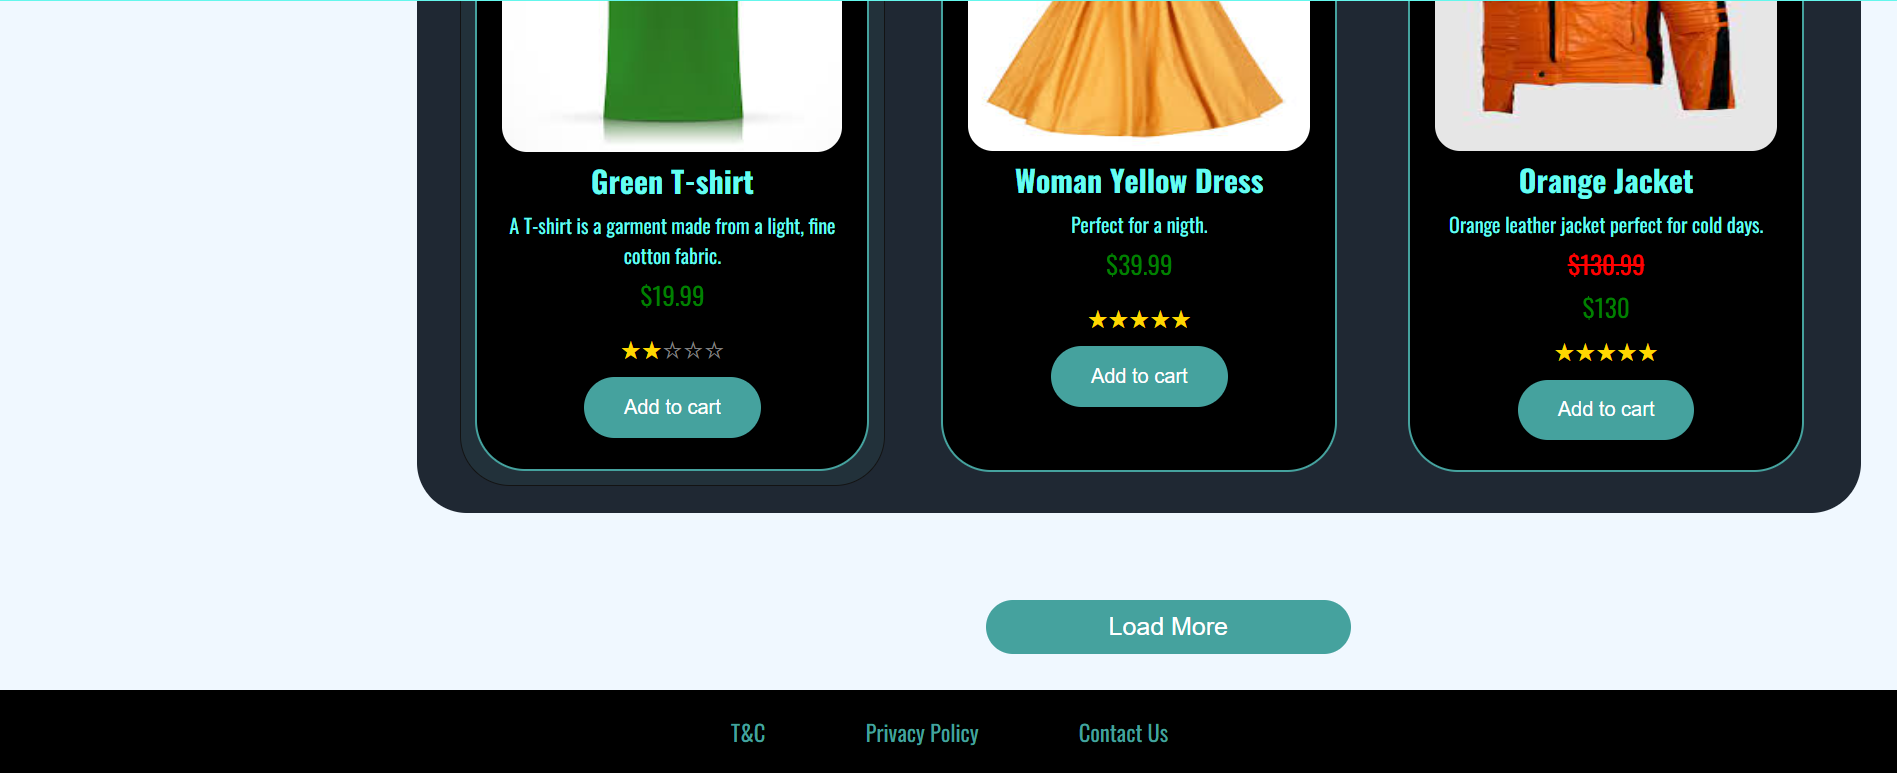 Green T-shirt
A T-shirt is a garment made from a light, fine
cotton fabric.
$19.99
★★☆☆☆
Add to cart
Woman Yellow Dress
Perfect for a nigth.
$39.99
★★★★★
Add to cart
Orange Jacket
Orange leather jacket perfect for cold days.
$130.99
$130
★★★★★
Add to cart
Load More
T&C
Privacy Policy
Contact Us